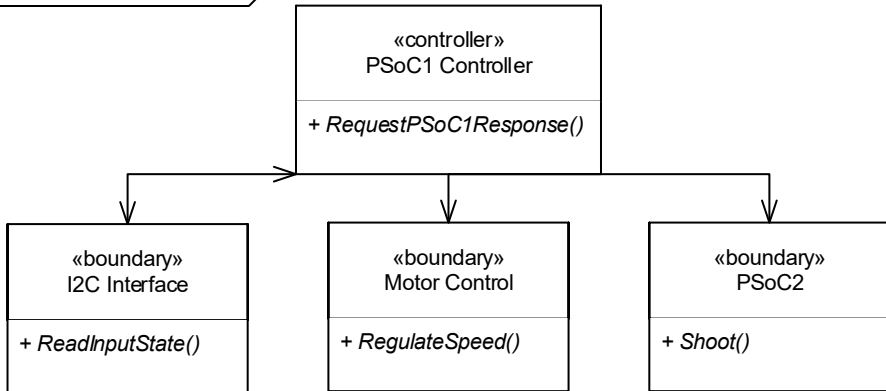 «controller»
PSoC1 Controller
+ RequestPSoC1Response()
«boundary»
I2C Interface
+ ReadInputState()
«boundary»
Motor Control
+ RegulateSpeed()
«boundary»
PSoC2
+ Shoot()